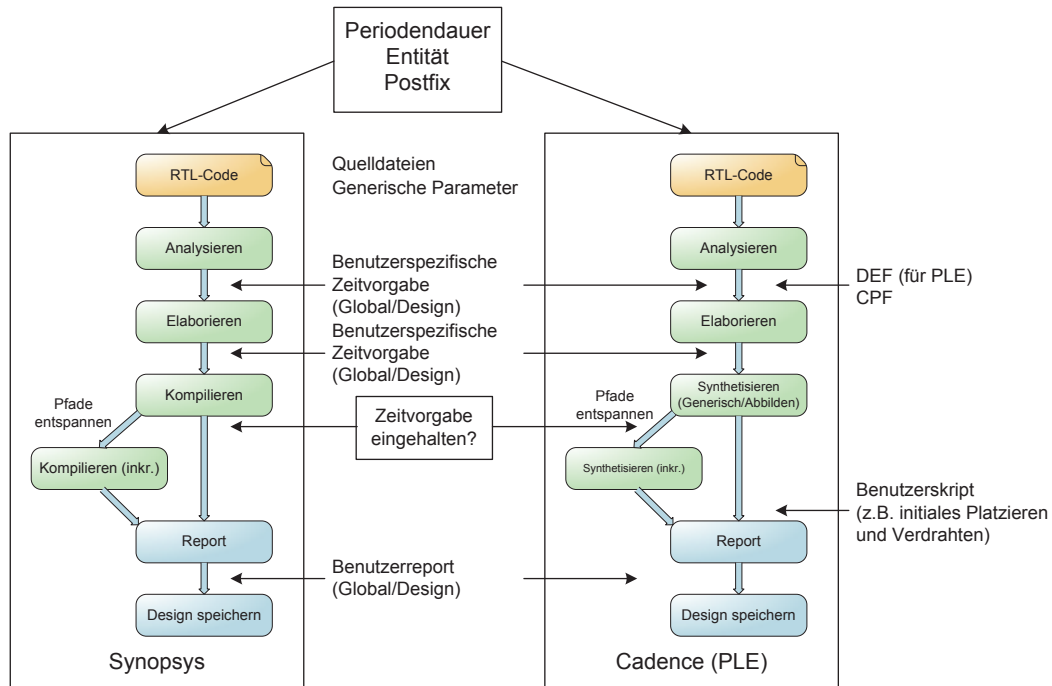 Periodendauer
Entität
Postfix
RTL-Code
Analysieren
Elaborieren
Kompilieren
Pfade
entspannen
Kompilieren (inkr.)
Report
Design speichern
Synopsys
Quelldateien
Generische Parameter
Benutzerspezifische
Zeitvorgabe
(Global/Design)
Benutzerspezifische
Zeitvorgabe
(Global/Design)
Zeitvorgabe
eingehalten?
Benutzerreport
(Global/Design)
RTL-Code
Analysieren
Elaborieren
Synthetisieren
(Generisch/Abbilden)
Pfade
entspannen
Synthetisieren (inkr.)
Report
Design speichern
Cadence (PLE)
DEF (für PLE)
CPF
Benutzerskript
(z.B. initiales Platzieren
und Verdrahten)